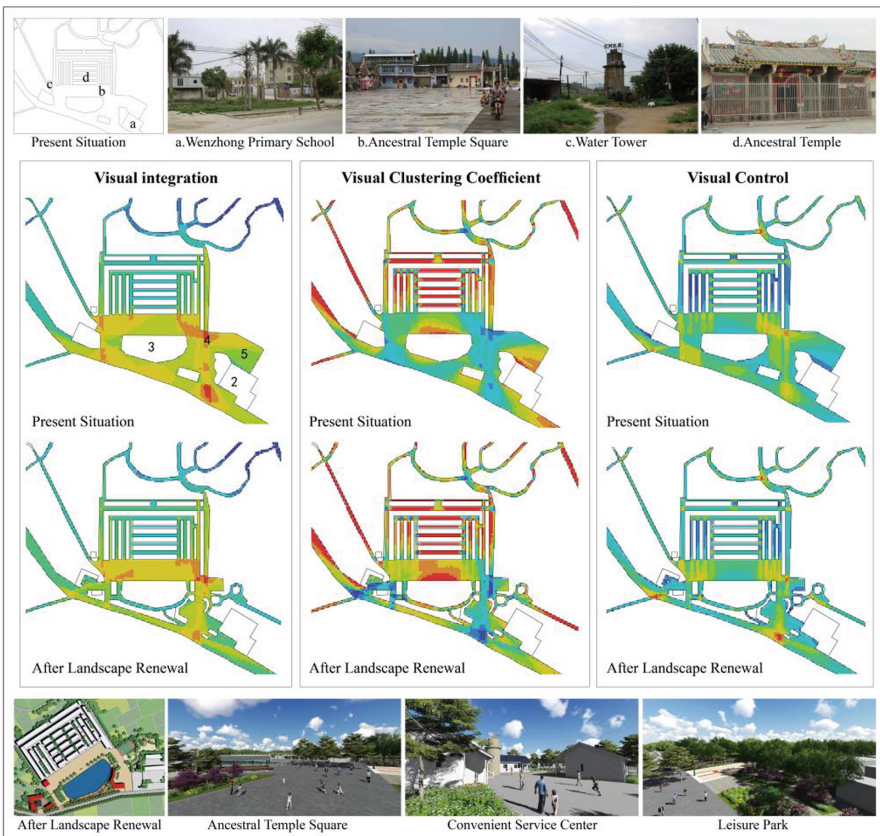 d
c
b
a
Present Situation
a.Wenzhong Primary School
b.Ancestral Temple Square
c.Water Tower
d.Ancestral Temple
Visual integration
Visual Clustering Coefficient
Visual Control
3
4
5
2
Present Situation
Present Situation
Present Situation
After Landscape Renewal
After Landscape Renewal
After Landscape Renewal
After Landscape Renewal
Ancestral Temple Square
Convenient Service Center
Leisure Park